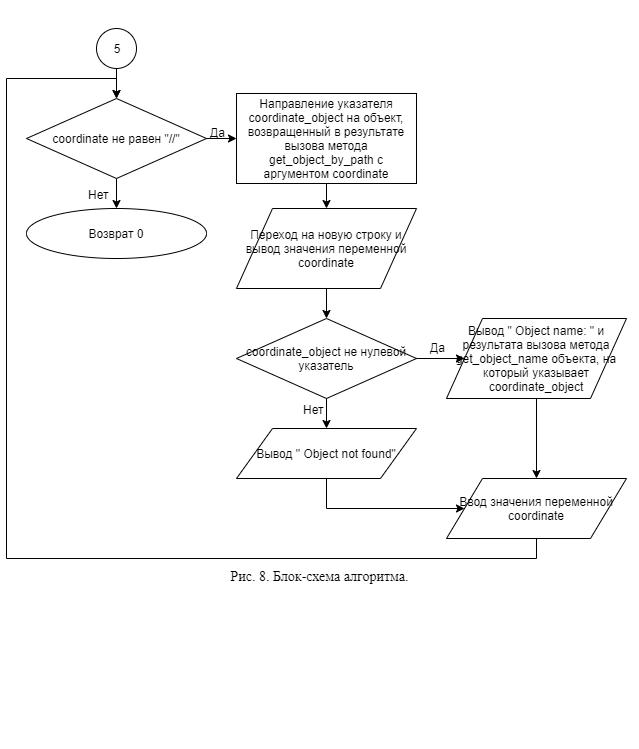 5
coordinate не равен "//"
Да
Направление указателя
coordinate_object на объект,
возвращенный в результате
вызова метода
get_object_by_path с
аргументом coordinate
Нет
Возврат 0
Переход на новую строку и
вывод значения переменной
coordinate
coordinate_object не нулевой
указатель
Да
Вывод " Object name: " и
результата вызова метода
get_object_name объекта, на
который указывает
coordinate_object
Нет
Вывод " Object not found"
Ввод значения переменной
coordinate
Рис. 8. Блок-схема алгоритма.